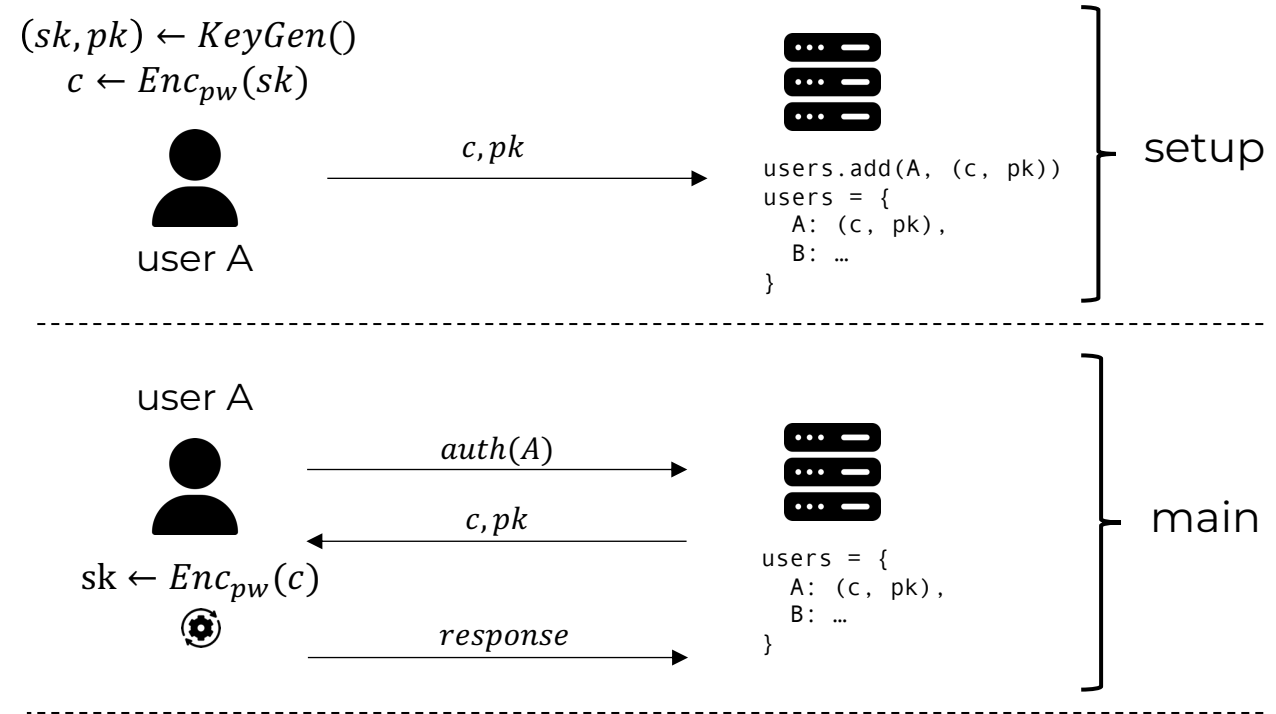 (sk, pk) ← KeyGen()
c ← Enc_pw(sk)
user A
c, pk
users.add(A, (c, pk))
users = {
  A: (c, pk),
  B: …
}
setup
user A
auth(A)
c, pk
sk ← Enc_pw(c)
response
users = {
  A: (c, pk),
  B: …
}
main